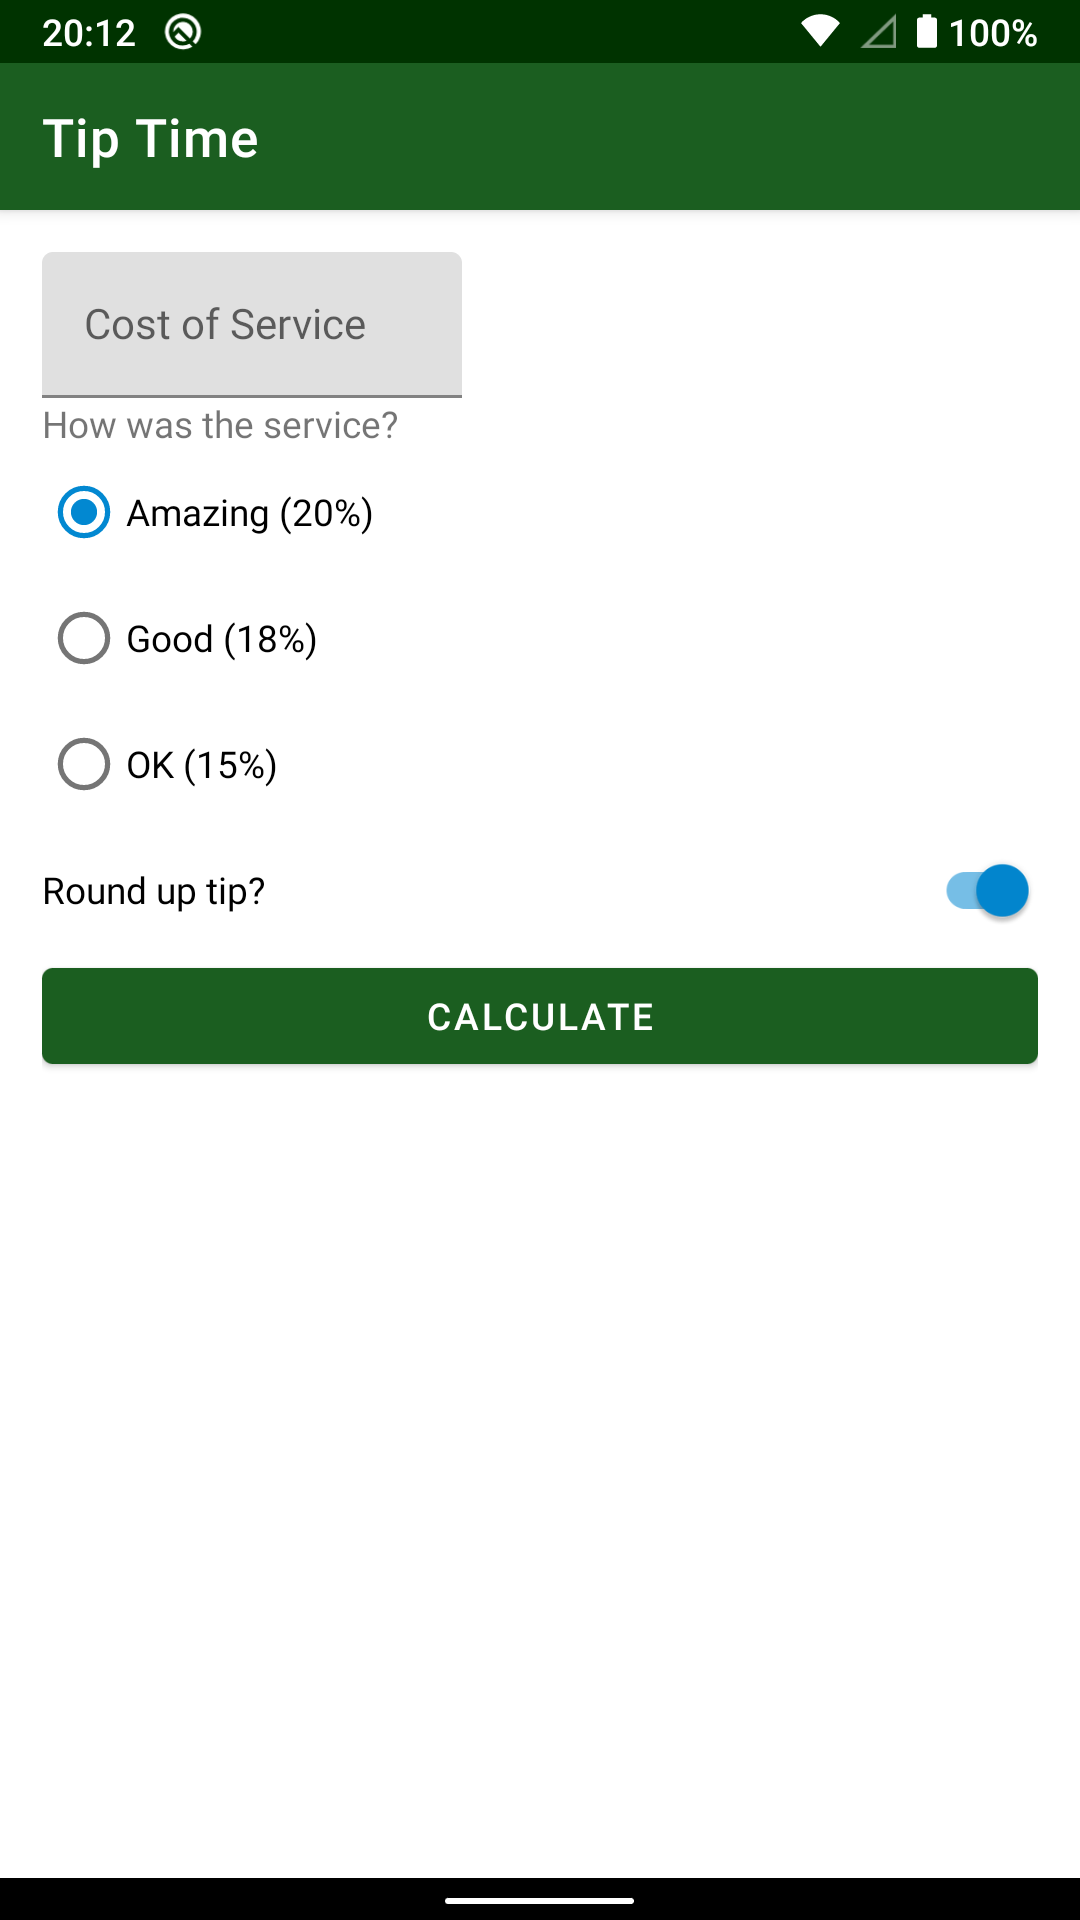 20:12 100%
Tip Time
Cost of Service
How was the service?
Amazing (20%)
Good (18%)
OK (15%)
Round up tip?
CALCULATE